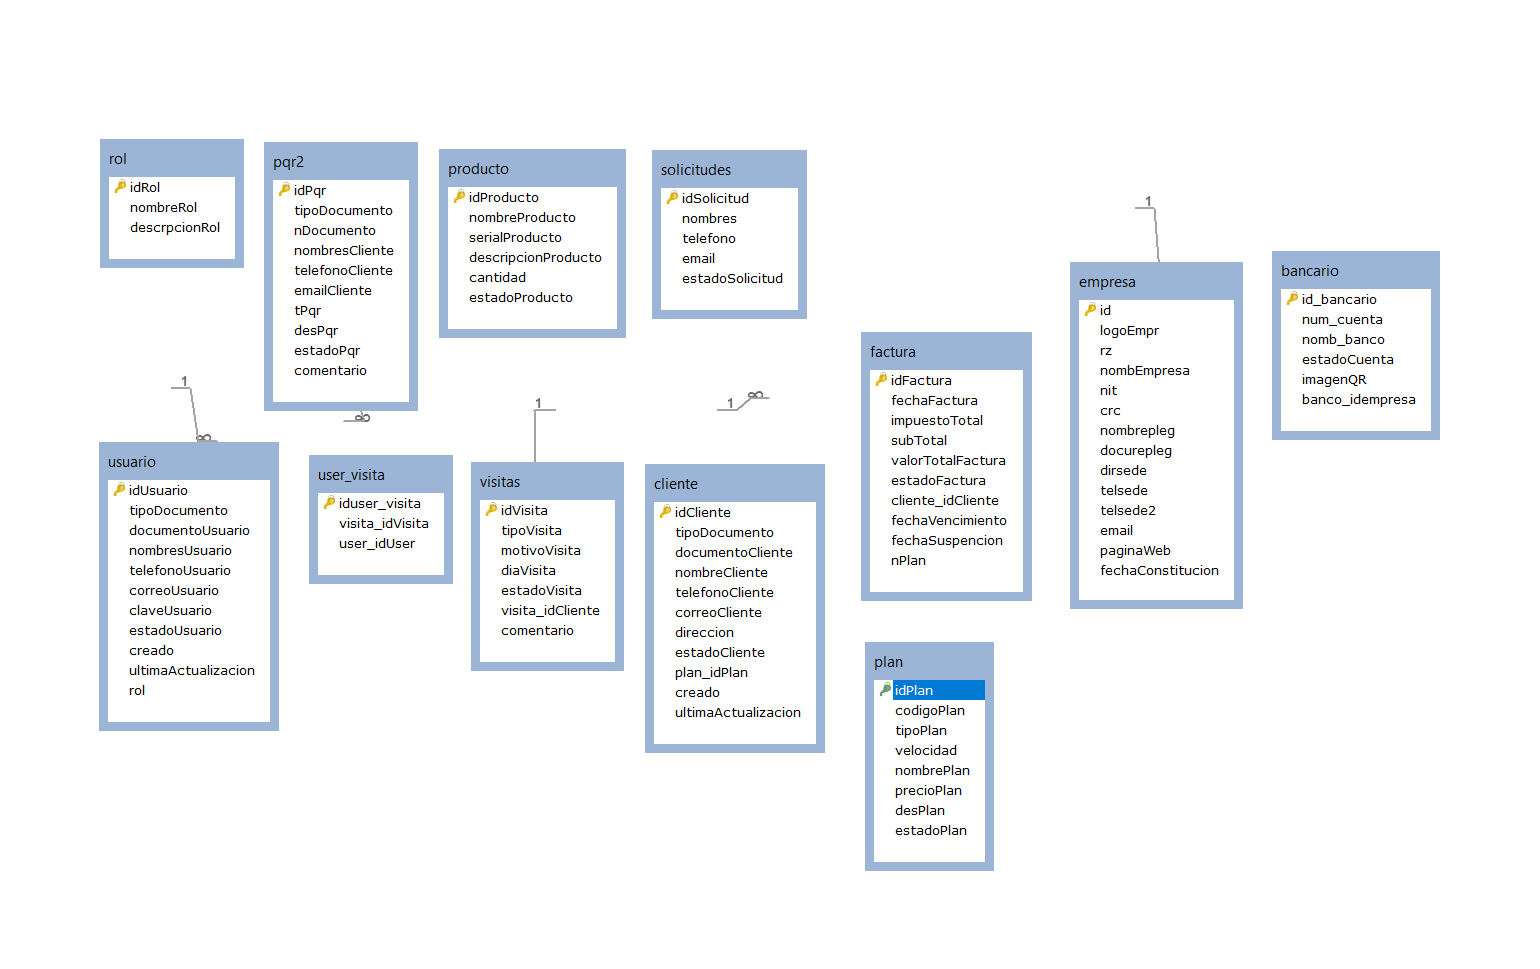 rol
idRol
nombreRol
descrpcionRol
pqr2
idPqr
tipoDocumento
nDocumento
nombresCliente
telefonoCliente
emailCliente
tPqr
desPqr
estadoPqr
comentario
producto
idProducto
nombreProducto
serialProducto
descripcionProducto
cantidad
estadoProducto
solicitudes
idSolicitud
nombres
telefono
email
estadoSolicitud
1
empresa
id
logoEmpr
rz
nombEmpresa
nit
crc
nombrepleg
docurepleg
dirsede
telsede
telsede2
email
paginaWeb
fechaConstitucion
bancario
id_bancario
num_cuenta
nomb_banco
estadoCuenta
imagenQR
banco_idempresa
factura
idFactura
fechaFactura
impuestoTotal
subTotal
valorTotalFactura
estadoFactura
cliente_idCliente
fechaVencimiento
fechaSuspencion
nPlan
1
∞
∞
1
1
∞
usuario
idUsuario
tipoDocumento
documentoUsuario
nombresUsuario
telefonoUsuario
correoUsuario
claveUsuario
estadoUsuario
creado
ultimaActualizacion
rol
user_visita
iduser_visita
visita_idVisita
user_idUser
visitas
idVisita
tipoVisita
motivoVisita
diaVisita
estadoVisita
visita_idCliente
comentario
cliente
idCliente
tipoDocumento
documentoCliente
nombreCliente
telefonoCliente
correoCliente
direccion
estadoCliente
plan_idPlan
creado
ultimaActualizacion
plan
idPlan
codigoPlan
tipoPlan
velocidad
nombrePlan
precioPlan
desPlan
estadoPlan